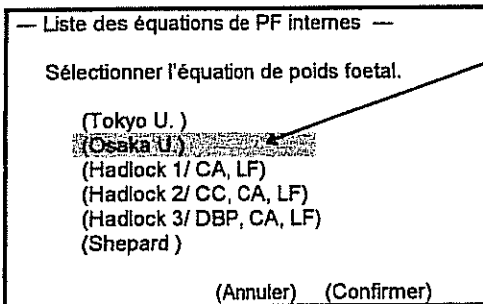 — Liste des équations de PF internes —
Sélectionner l'équation de poids foetal.
(Tokyo U. )
(Osaka U.)
(Hadlock 1/ CA, LF)
(Hadlock 2/ CC, CA, LF)
(Hadlock 3/ DBP, CA, LF)
(Shepard )
(Annuler) (Confirmer)